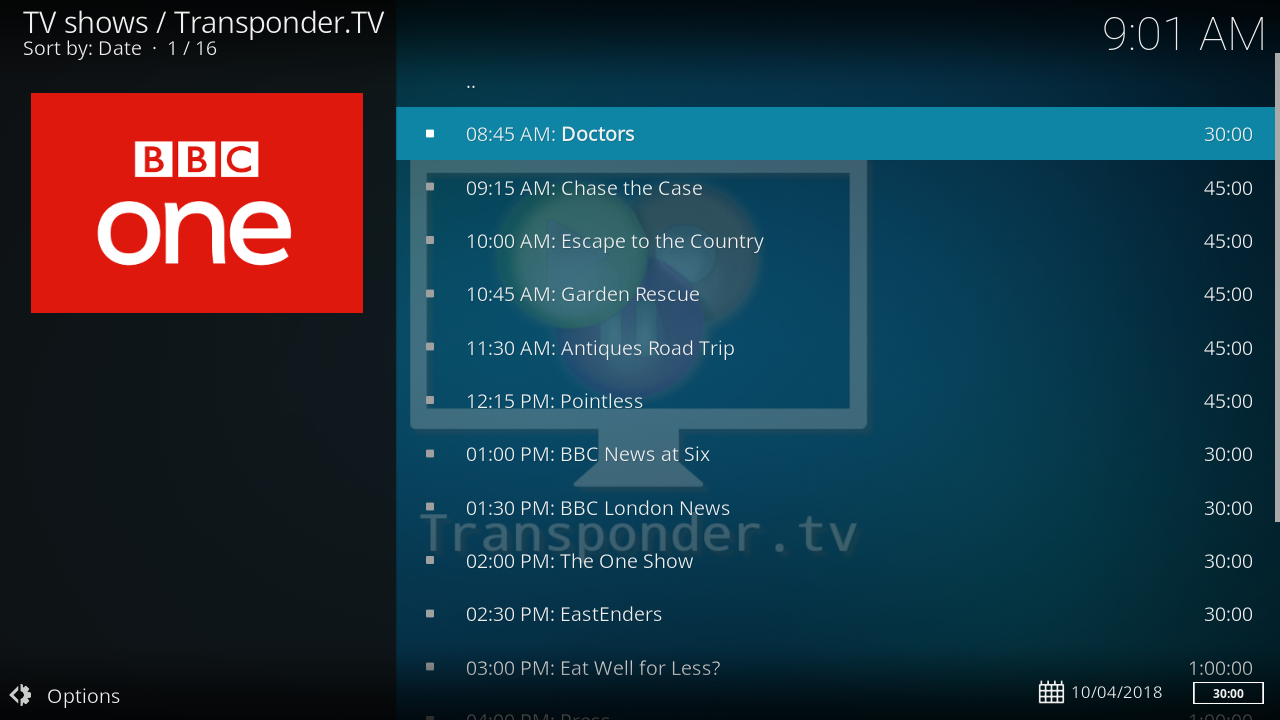 TV shows / Transponder.TV
Sort by: Date · 1 / 16
9:01 AM
BBC
one
..
08:45 AM: Doctors 30:00
09:15 AM: Chase the Case 45:00
10:00 AM: Escape to the Country 45:00
10:45 AM: Garden Rescue 45:00
11:30 AM: Antiques Road Trip 45:00
12:15 PM: Pointless 45:00
01:00 PM: BBC News at Six 30:00
01:30 PM: BBC London News 30:00
Transponder.tv
02:00 PM: The One Show 30:00
02:30 PM: EastEnders 30:00
03:00 PM: Eat Well for Less? 1:00:00
04:00 PM: Press 1:00:00
Options
10/04/2018
30:00